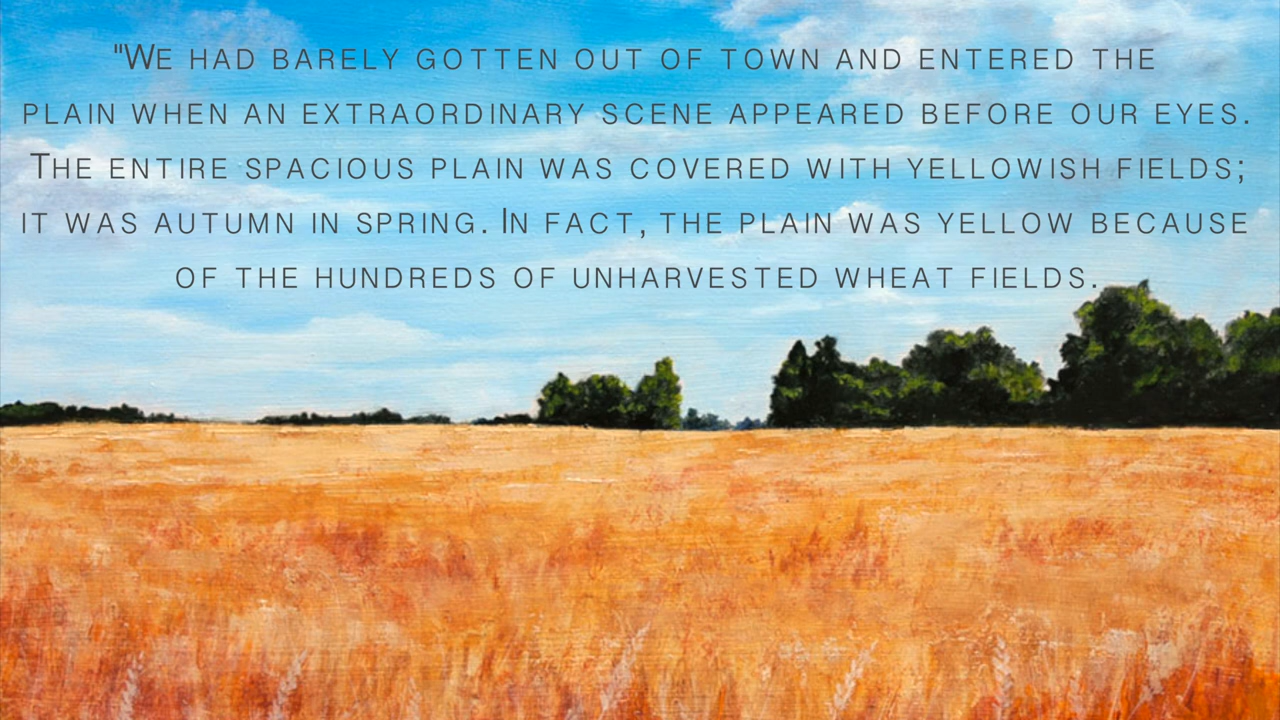 "We had barely gotten out of town and entered the
plain when an extraordinary scene appeared before our eyes.
The entire spacious plain was covered with yellowish fields;
it was autumn in spring. In fact, the plain was yellow because
of the hundreds of unharvested wheat fields.